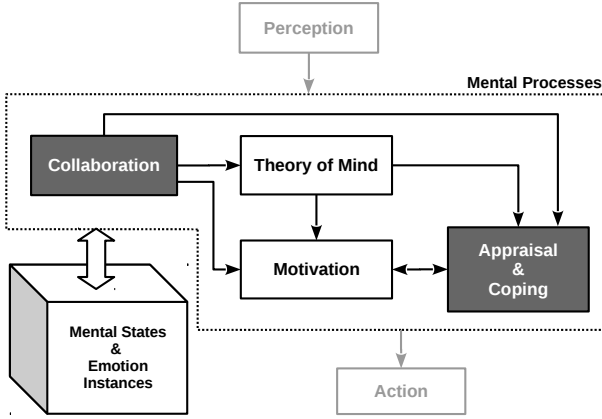 Perception
Mental Processes
Collaboration
Theory of Mind
Motivation
Appraisal
&
Coping
Mental States
&
Emotion
Instances
Action